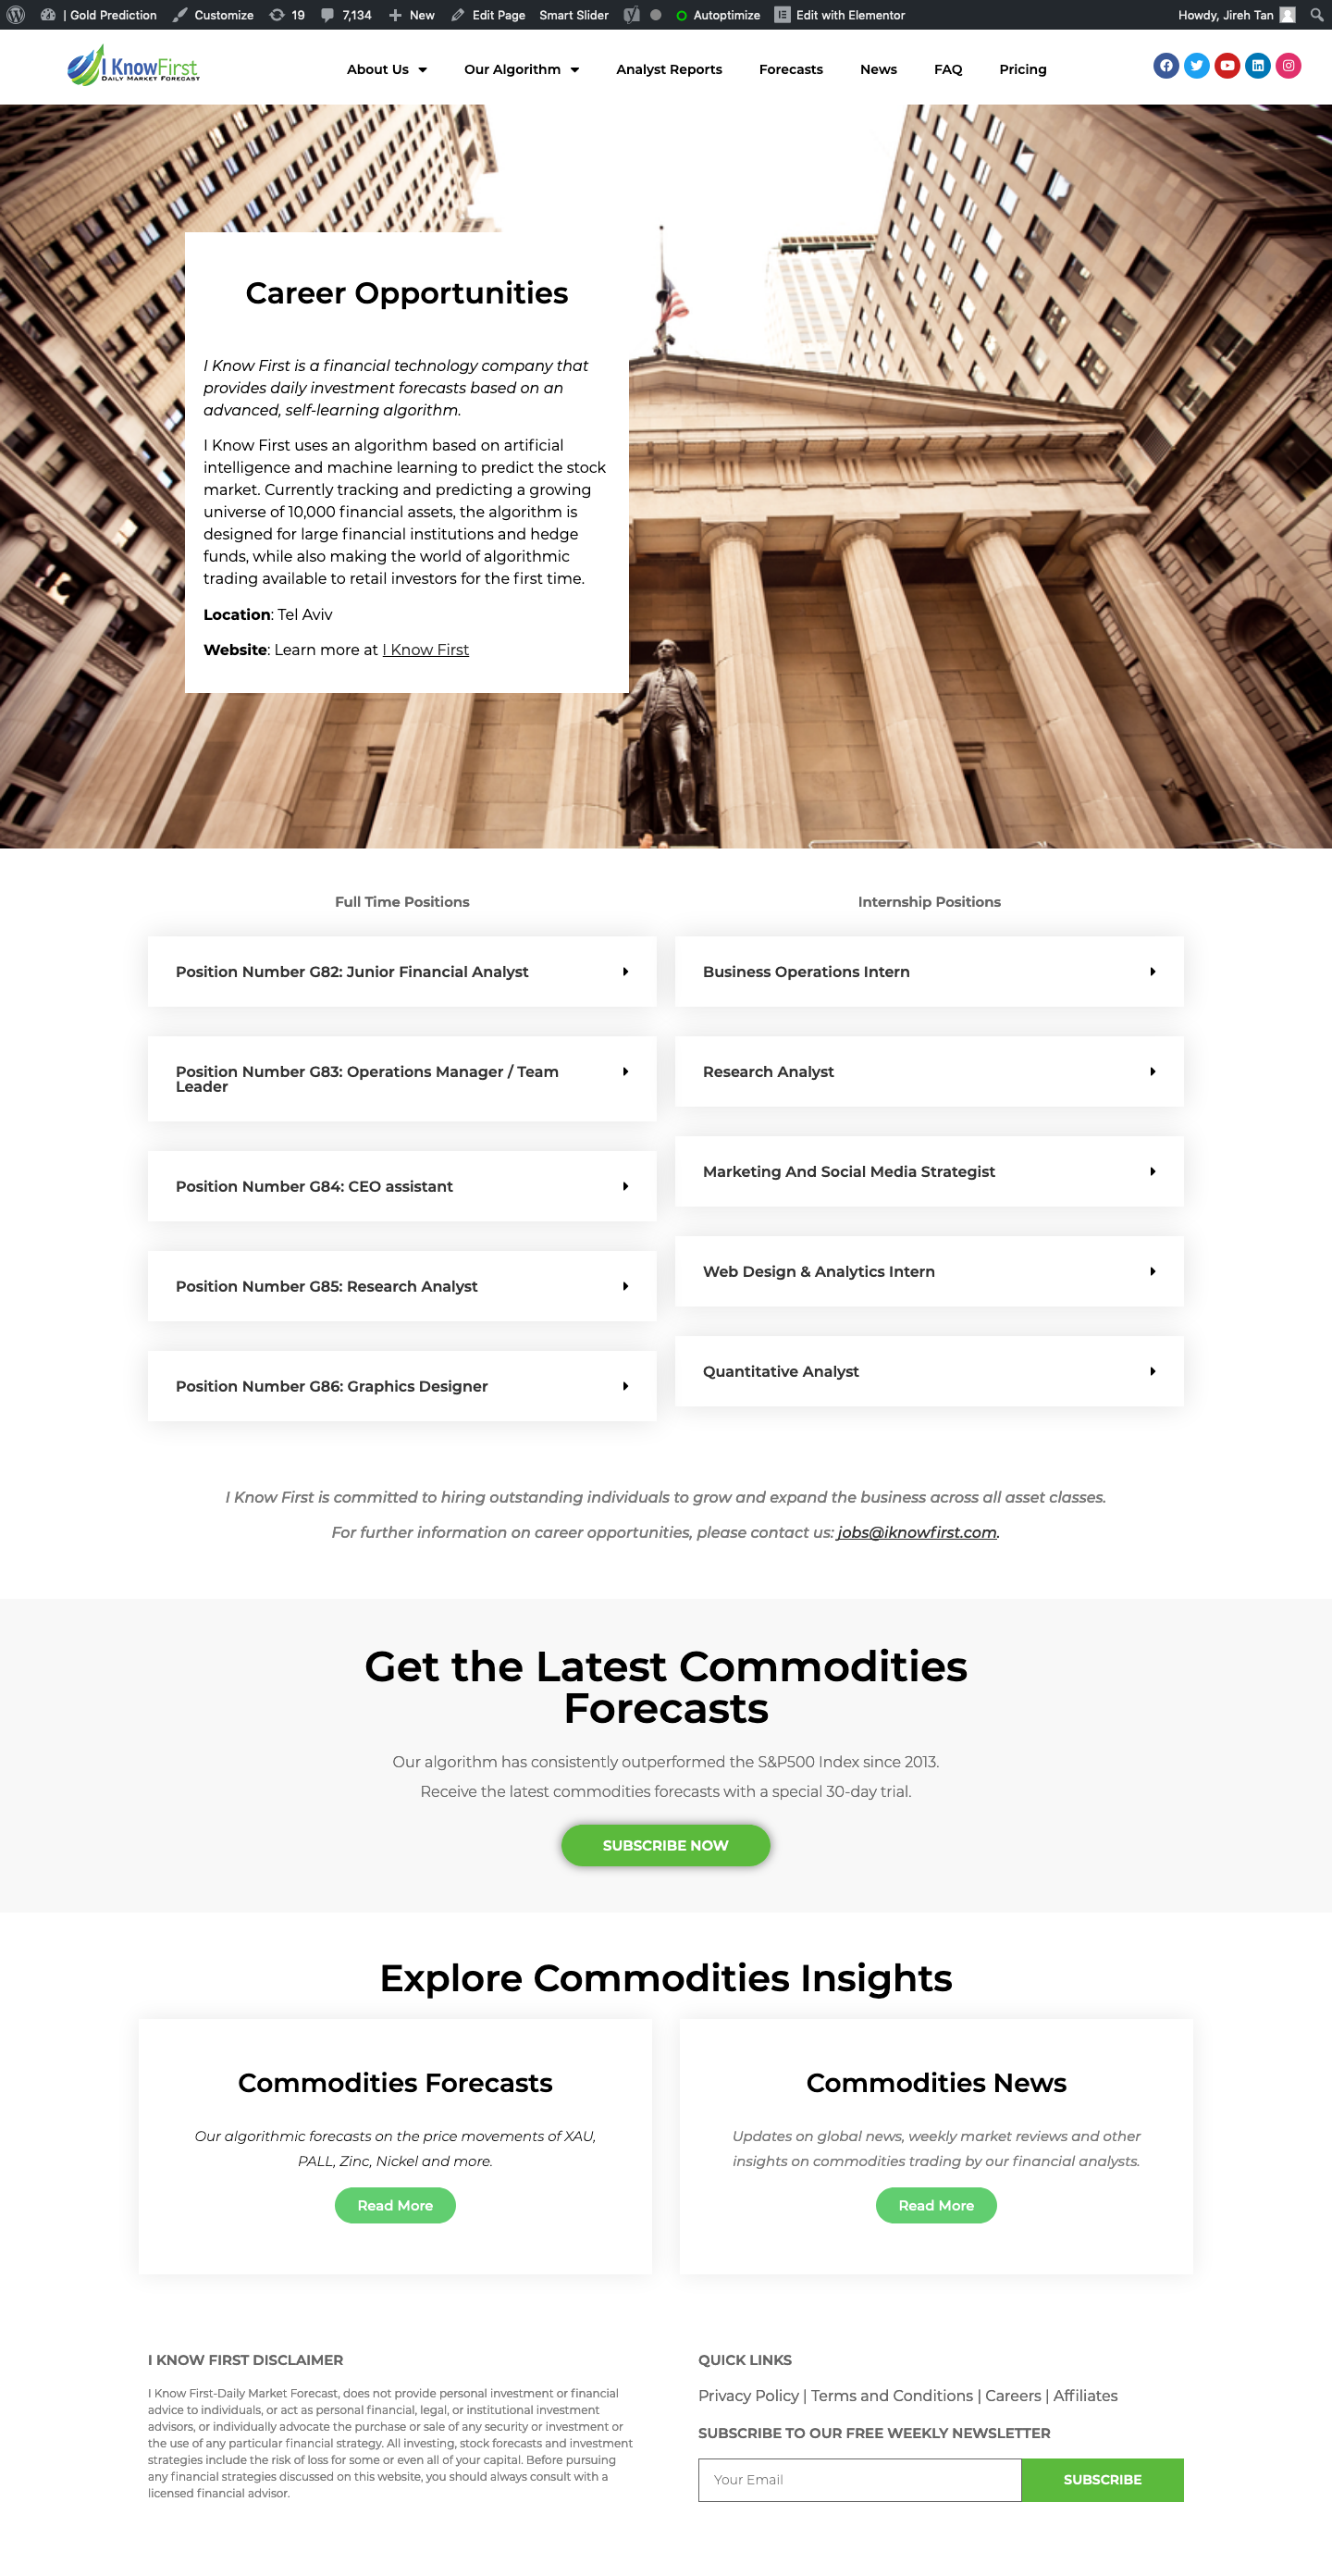 | Gold Prediction Customize 19 7,134 New Edit Page Smart Slider Autoptimize Edit with Elementor Howdy, Jireh Tan
I Know First
Daily Market Forecast
About Us Our Algorithm Analyst Reports Forecasts News FAQ Pricing
Career Opportunities
I Know First is a financial technology company that
provides daily investment forecasts based on an
advanced, self-learning algorithm.
I Know First uses an algorithm based on artificial
intelligence and machine learning to predict the stock
market. Currently tracking and predicting a growing
universe of 10,000 financial assets, the algorithm is
designed for large financial institutions and hedge
funds, while also making the world of algorithmic
trading available to retail investors for the first time.
Location: Tel Aviv
Website: Learn more at I Know First
Full Time Positions
Position Number G82: Junior Financial Analyst
Position Number G83: Operations Manager / Team
Leader
Position Number G84: CEO assistant
Position Number G85: Research Analyst
Position Number G86: Graphics Designer
Internship Positions
Business Operations Intern
Research Analyst
Marketing And Social Media Strategist
Web Design & Analytics Intern
Quantitative Analyst
I Know First is committed to hiring outstanding individuals to grow and expand the business across all asset classes.
For further information on career opportunities, please contact us: jobs@iknowfirst.com.
Get the Latest Commodities
Forecasts
Our algorithm has consistently outperformed the S&P500 Index since 2013.
Receive the latest commodities forecasts with a special 30-day trial.
SUBSCRIBE NOW
Explore Commodities Insights
Commodities Forecasts
Our algorithmic forecasts on the price movements of XAU,
PALL, Zinc, Nickel and more.
Read More
Commodities News
Updates on global news, weekly market reviews and other
insights on commodities trading by our financial analysts.
Read More
I KNOW FIRST DISCLAIMER
I Know First-Daily Market Forecast, does not provide personal investment or financial
advice to individuals, or act as personal financial, legal, or institutional investment
advisors, or individually advocate the purchase or sale of any security or investment or
the use of any particular financial strategy. All investing, stock forecasts and investment
strategies include the risk of loss for some or even all of your capital. Before pursuing
any financial strategies discussed on this website, you should always consult with a
licensed financial advisor.
QUICK LINKS
Privacy Policy | Terms and Conditions | Careers | Affiliates
SUBSCRIBE TO OUR FREE WEEKLY NEWSLETTER
Your Email SUBSCRIBE